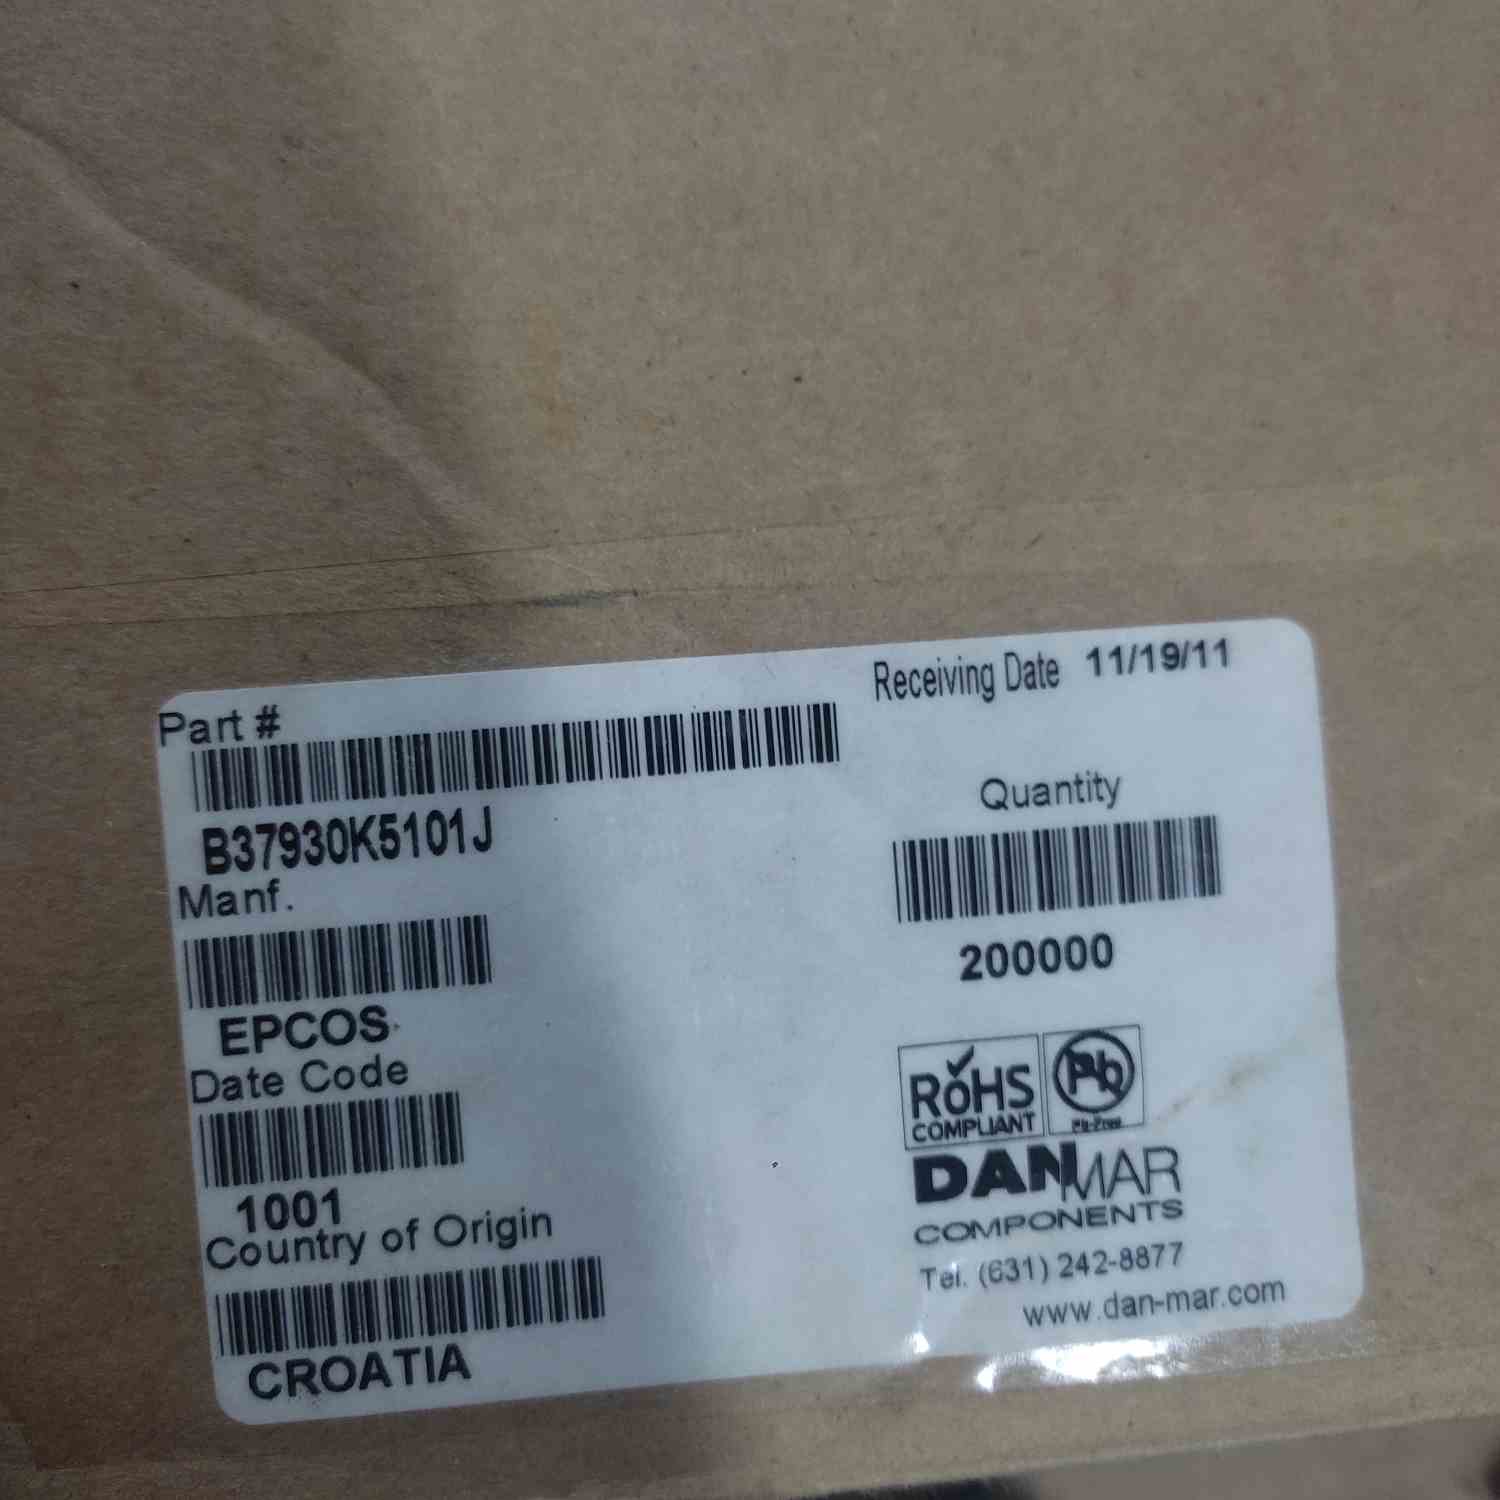 Part #
Receiving Date 11/19/11
B37930K5101J
Quantity
200000
Manf.
EPCOS
Date Code
1001
Country of Origin
CROATIA
RoHS
COMPLIANT
Pb
Pb-Free
DANMAR
COMPONENTS
Tel. (631) 242-8877
www.dan-mar.com